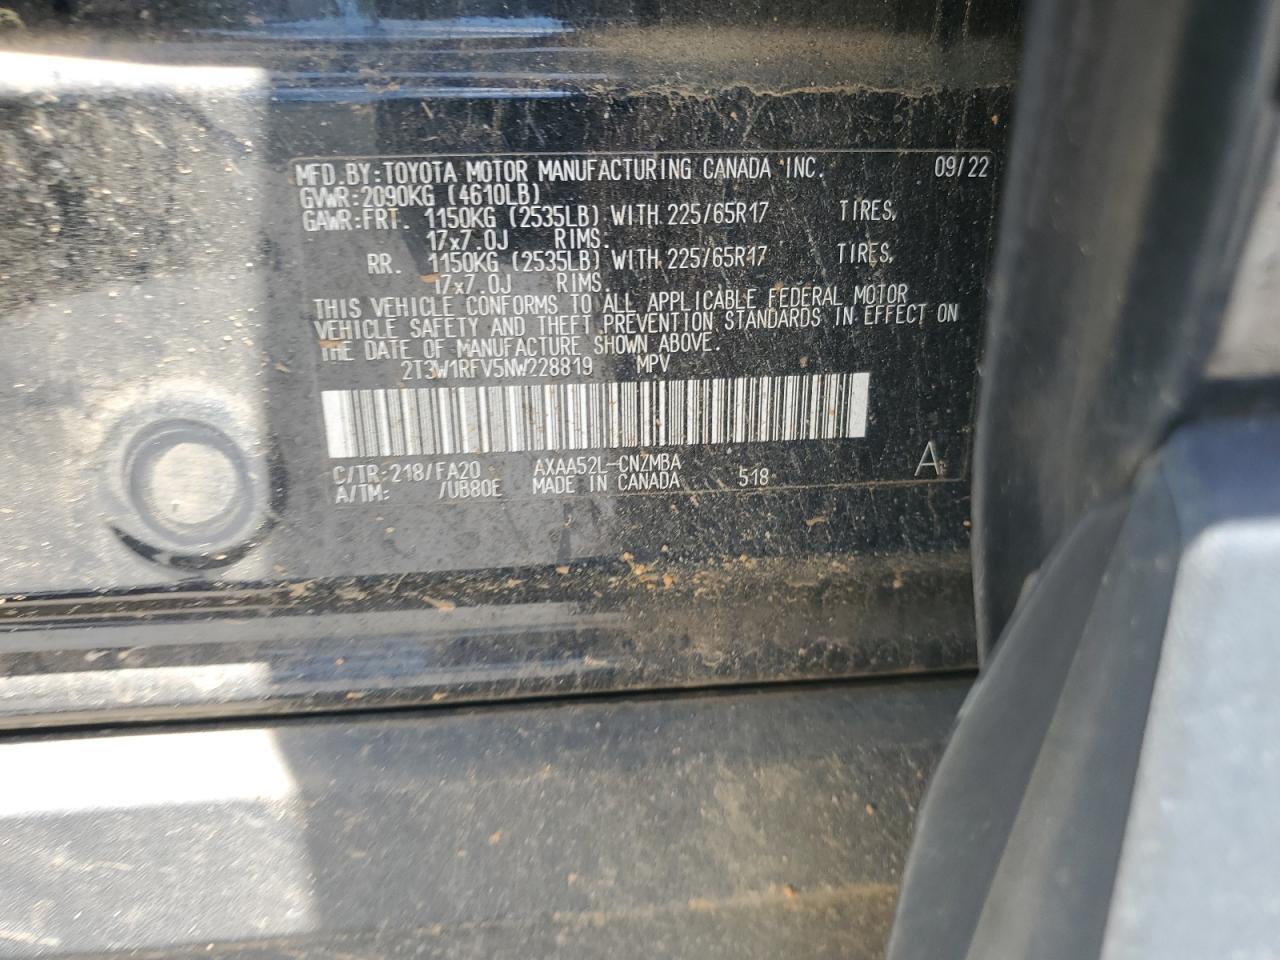 MFD.BY:TOYOTA MOTOR MANUFACTURING CANADA INC. 09/22
GVWR:2090KG (4610LB)
GAWR:FRT. 1150KG (2535LB) WITH 225/65R17 TIRES,
17x7.0J RIMS.
RR. 1150KG (2535LB) WITH 225/65R17 TIRES,
17x7.0J RIMS.
THIS VEHICLE CONFORMS TO ALL APPLICABLE FEDERAL MOTOR
VEHICLE SAFETY AND THEFT PREVENTION STANDARDS IN EFFECT ON
THE DATE OF MANUFACTURE SHOWN ABOVE.
2T3W1RFV5NW228819 MPV
C/TR:218/FA20 AXAA52L-CNZMBA 518 A
A/TM: /UB80E MADE IN CANADA